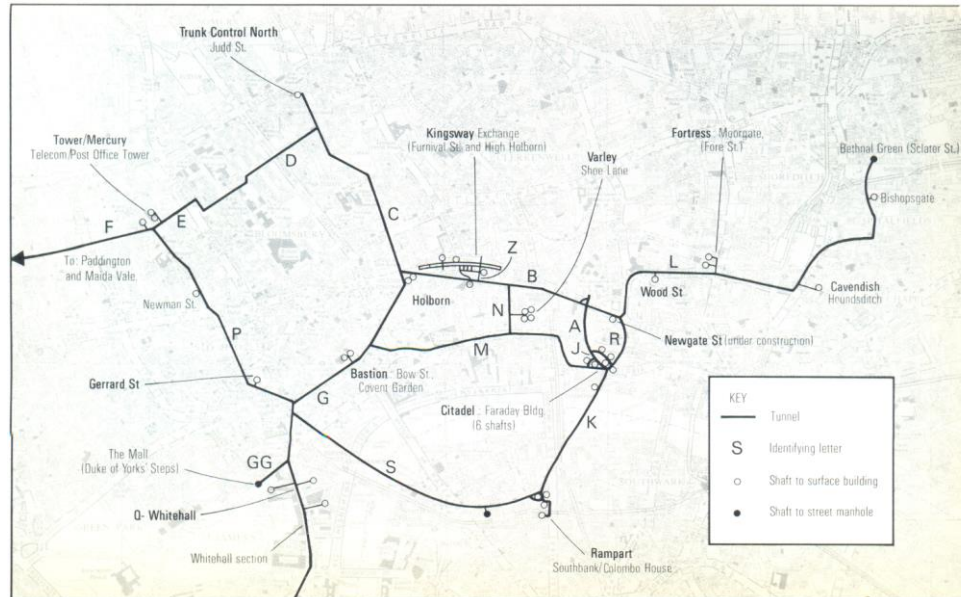 Trunk Control North
Judd St.
Tower/Mercury
Telecom/Post Office Tower
D
E
F
To: Paddington
and Maida Vale.
Newman St.
P
Gerrard St
C
Kingsway Exchange
(Furnival St. and High Holborn)
Z
Varley
Shoe Lane
Fortress : Moorgate,
(Fore St.)
Bethnal Green (Sclater St.)
Bishopsgate
B
L
Holborn
N
Wood St.
Cavendish
Houndsditch
A
R
Newgate St (under construction)
M
J
Bastion : Bow St.,
Covent Garden
G
Citadel : Faraday Bldg.
(6 shafts)
K
The Mall
(Duke of Yorks' Steps)
GG
S
Q- Whitehall
Whitehall section
Rampart
Southbank/Colombo House
KEY
Tunnel
S
Identifying letter
Shaft to surface building
Shaft to street manhole